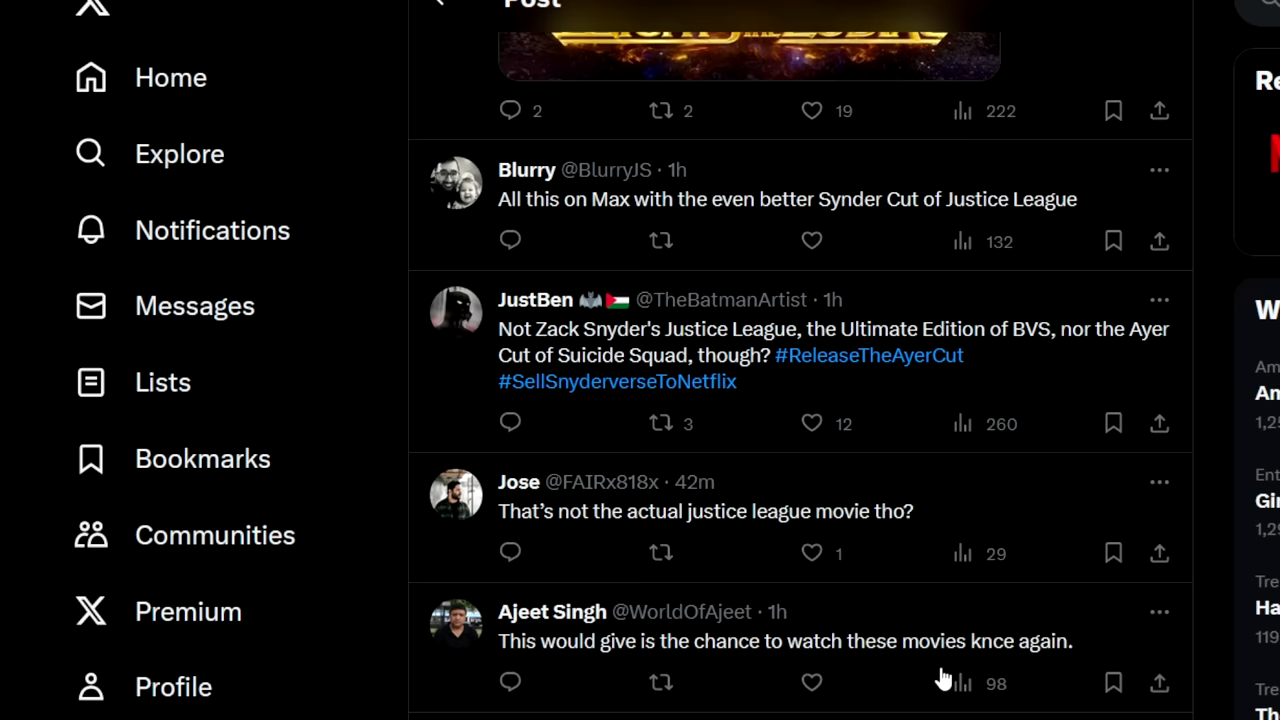 Post
2
2
19
222
Home
Explore
Notifications
Messages
Lists
Bookmarks
Communities
Premium
Profile
Blurry @BlurryJS · 1h
All this on Max with the even better Synder Cut of Justice League
132
JustBen 🦇🇵🇸 @TheBatmanArtist · 1h
Not Zack Snyder's Justice League, the Ultimate Edition of BVS, nor the Ayer
Cut of Suicide Squad, though? #ReleaseTheAyerCut
#SellSnyderverseToNetflix
3
12
260
Jose @FAIRx818x · 42m
That's not the actual justice league movie tho?
1
29
Ajeet Singh @WorldOfAjeet · 1h
This would give is the chance to watch these movies knce again.
98